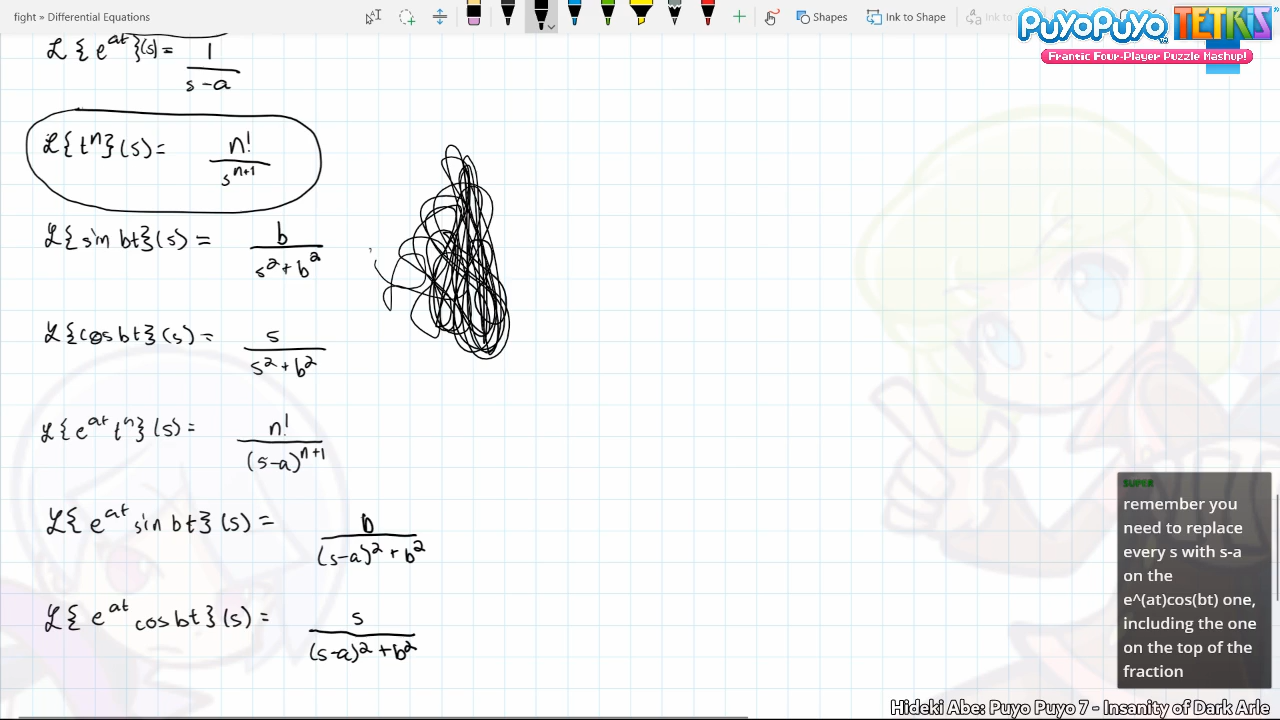 fight » Differential Equations
Shapes
Ink to Shape
Ink to
PuyoPuyo TETRIS
Frantic Four-Player Puzzle Mashup!
ℒ{e^{at}}(s) = 1/(s-a)
ℒ{t^n}(s) = n!/s^{n+1}
ℒ{sin bt}(s) = b/(s^2+b^2)
ℒ{cos bt}(s) = s/(s^2+b^2)
ℒ{e^{at} t^n}(s) = n!/(s-a)^{n+1}
ℒ{e^{at} sin bt}(s) = b/((s-a)^2+b^2)
ℒ{e^{at} cos bt}(s) = s/((s-a)^2+b^2)
SUPER
remember you
need to replace
every s with s-a
on the
e^(at)cos(bt) one,
including the one
on the top of the
fraction
Hideki Abe: Puyo Puyo 7 - Insanity of Dark Arle